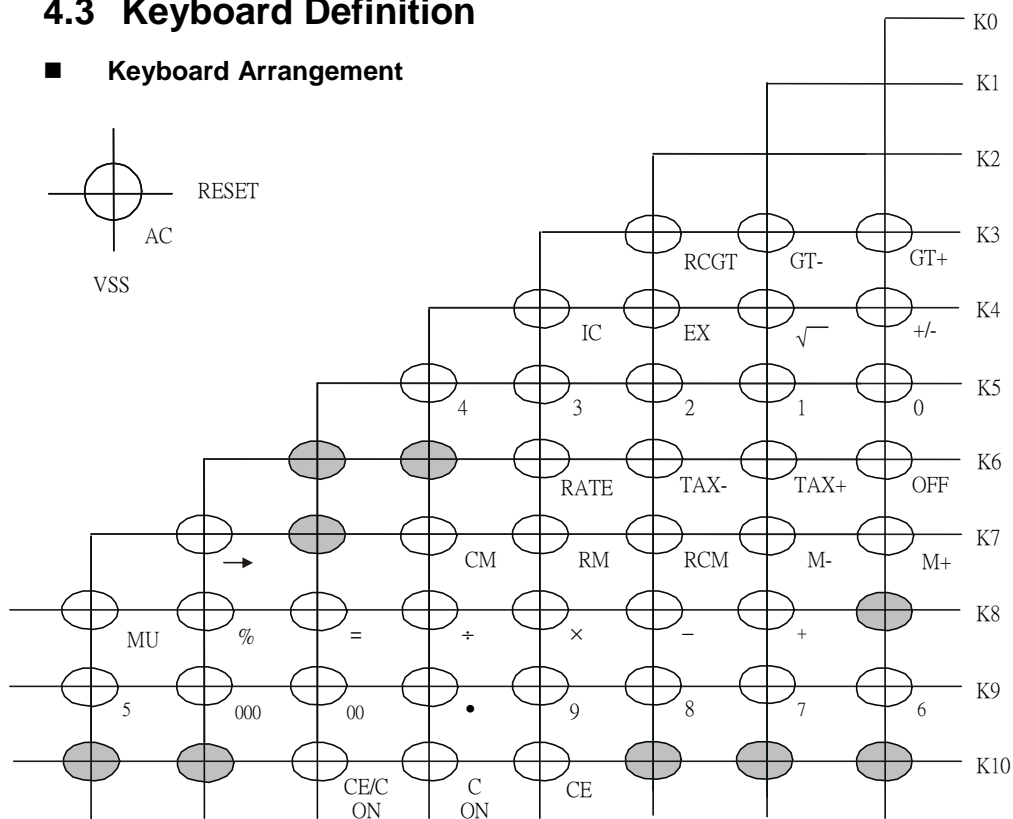 4.3 Keyboard Definition
■ Keyboard Arrangement
K0
K1
K2
RESET
AC
VSS
K3
RCGT GT- GT+
K4
IC EX √ +/-
K5
4 3 2 1 0
K6
RATE TAX- TAX+ OFF
K7
→ CM RM RCM M- M+
K8
MU % = ÷ × − +
K9
5 000 00 • 9 8 7 6
K10
CE/C ON C ON CE